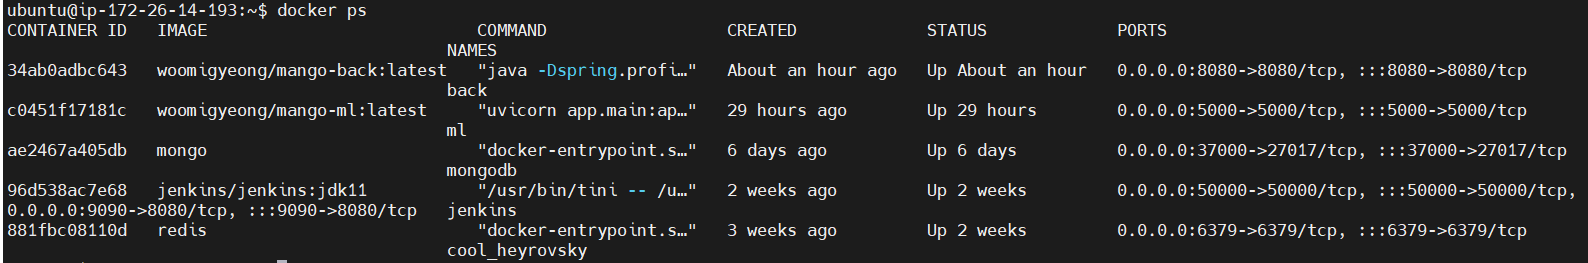 ubuntu@ip-172-26-14-193:~$ docker ps
CONTAINER ID   IMAGE                           COMMAND                  CREATED             STATUS             PORTS
NAMES
34ab0adbc643   woomigyeong/mango-back:latest   "java -Dspring.profi…"   About an hour ago   Up About an hour   0.0.0.0:8080->8080/tcp, :::8080->8080/tcp
back
c0451f17181c   woomigyeong/mango-ml:latest     "uvicorn app.main:ap…"   29 hours ago        Up 29 hours        0.0.0.0:5000->5000/tcp, :::5000->5000/tcp
ml
ae2467a405db   mongo                           "docker-entrypoint.s…"   6 days ago          Up 6 days          0.0.0.0:37000->27017/tcp, :::37000->27017/tcp
mongodb
96d538ac7e68   jenkins/jenkins:jdk11           "/usr/bin/tini -- /u…"   2 weeks ago         Up 2 weeks         0.0.0.0:50000->50000/tcp, :::50000->50000/tcp,
0.0.0.0:9090->8080/tcp, :::9090->8080/tcp   jenkins
881fbc08110d   redis                           "docker-entrypoint.s…"   3 weeks ago         Up 2 weeks         0.0.0.0:6379->6379/tcp, :::6379->6379/tcp
cool_heyrovsky